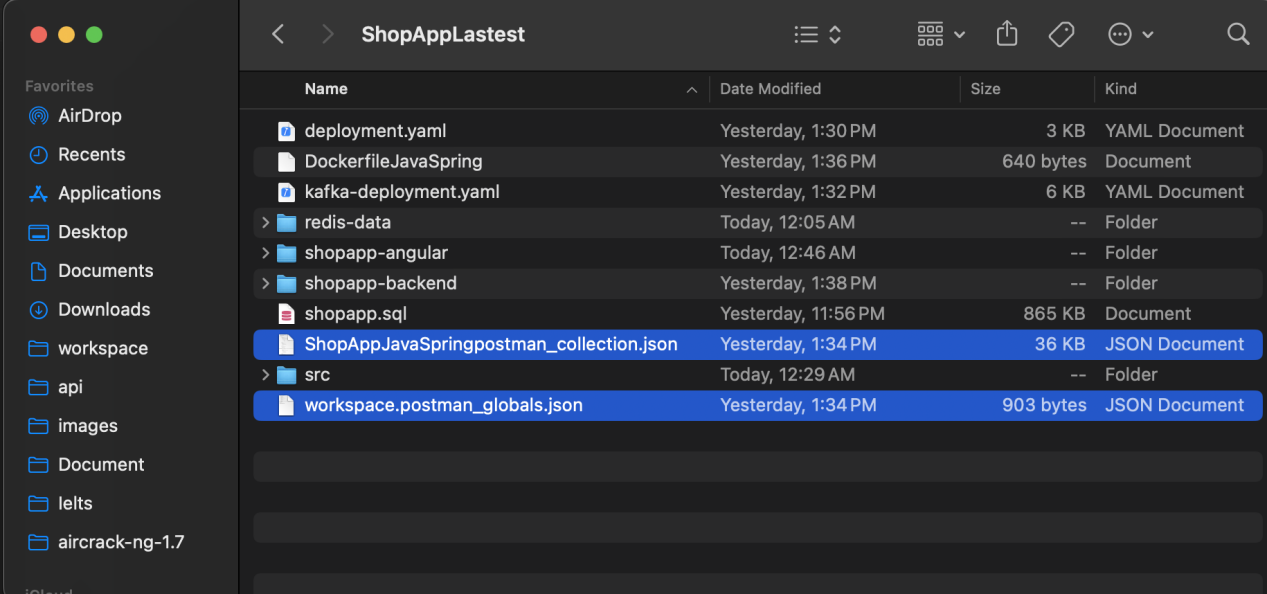 ShopAppLastest
Favorites
AirDrop
Recents
Applications
Desktop
Documents
Downloads
workspace
api
images
Document
Ielts
aircrack-ng-1.7
iCloud
Name Date Modified Size Kind
deployment.yaml Yesterday, 1:30 PM 3 KB YAML Document
DockerfileJavaSpring Yesterday, 1:36 PM 640 bytes Document
kafka-deployment.yaml Yesterday, 1:32 PM 6 KB YAML Document
redis-data Today, 12:05 AM -- Folder
shopapp-angular Today, 12:46 AM -- Folder
shopapp-backend Yesterday, 1:38 PM -- Folder
shopapp.sql Yesterday, 11:56 PM 865 KB Document
ShopAppJavaSpringpostman_collection.json Yesterday, 1:34 PM 36 KB JSON Document
src Today, 12:29 AM -- Folder
workspace.postman_globals.json Yesterday, 1:34 PM 903 bytes JSON Document